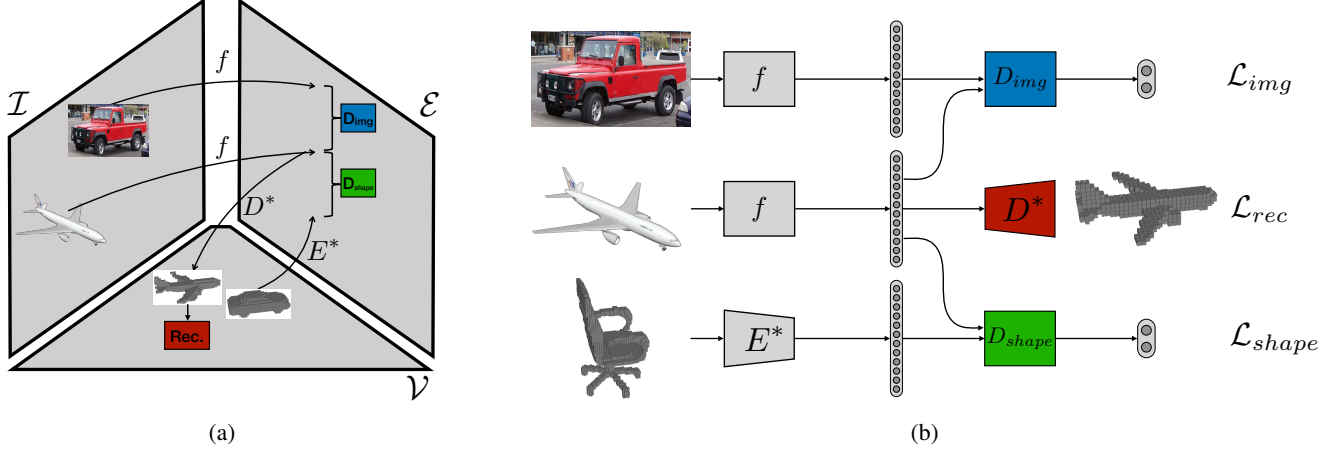 f
I
E
D_img
f
D_shape
D*
E*
Rec.
V
(a)
f
D_img
L_img
f
D*
L_rec
E*
D_shape
L_shape
(b)